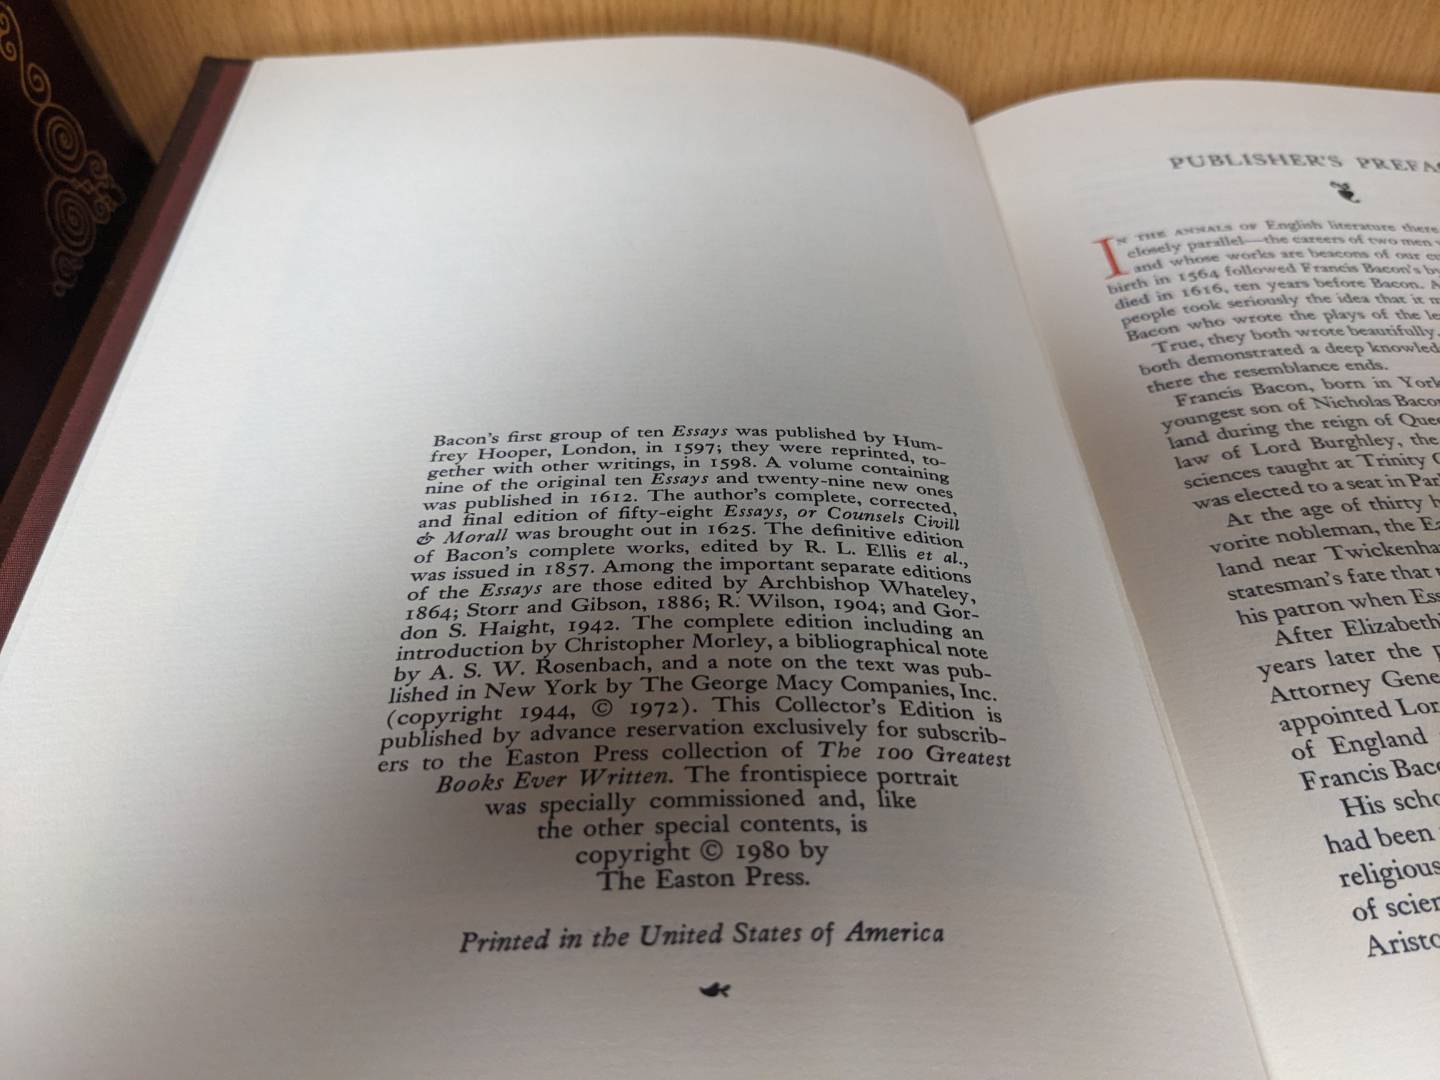 Bacon's first group of ten Essays was published by Hum-
frey Hooper, London, in 1597; they were reprinted, to-
gether with other writings, in 1598. A volume containing
nine of the original ten Essays and twenty-nine new ones
was published in 1612. The author's complete, corrected,
and final edition of fifty-eight Essays, or Counsels Civill
& Morall was brought out in 1625. The definitive edition
of Bacon's complete works, edited by R. L. Ellis et al.,
was issued in 1857. Among the important separate editions
of the Essays are those edited by Archbishop Whateley,
1864; Storr and Gibson, 1886; R. Wilson, 1904; and Gor-
don S. Haight, 1942. The complete edition including an
introduction by Christopher Morley, a bibliographical note
by A. S. W. Rosenbach, and a note on the text was pub-
lished in New York by The George Macy Companies, Inc.
(copyright 1944, © 1972). This Collector's Edition is
published by advance reservation exclusively for subscrib-
ers to the Easton Press collection of The 100 Greatest
Books Ever Written. The frontispiece portrait
was specially commissioned and, like
the other special contents, is
copyright © 1980 by
The Easton Press.
Printed in the United States of America
PUBLISHER'S
IN THE ANNALS OF English literature there
closely parallel—the careers of two men
and whose works are beacons of our
birth in 1564 followed Francis Bacon's
died in 1616, ten years before Bacon.
people took seriously the idea that it
Bacon who wrote the plays of the
True, they both wrote beautifully.
both demonstrated a deep
there the resemblance ends.
Francis Bacon, born in
youngest son of Nicholas
land during the reign of
law of Lord Burghley, the
sciences taught at Trinity
was elected to a seat in
At the age of thirty
vorite nobleman, the
land near
statesman's fate that
his patron when
After
years later the
Attorney
appointed
of England
Francis
His
had been
religious
of